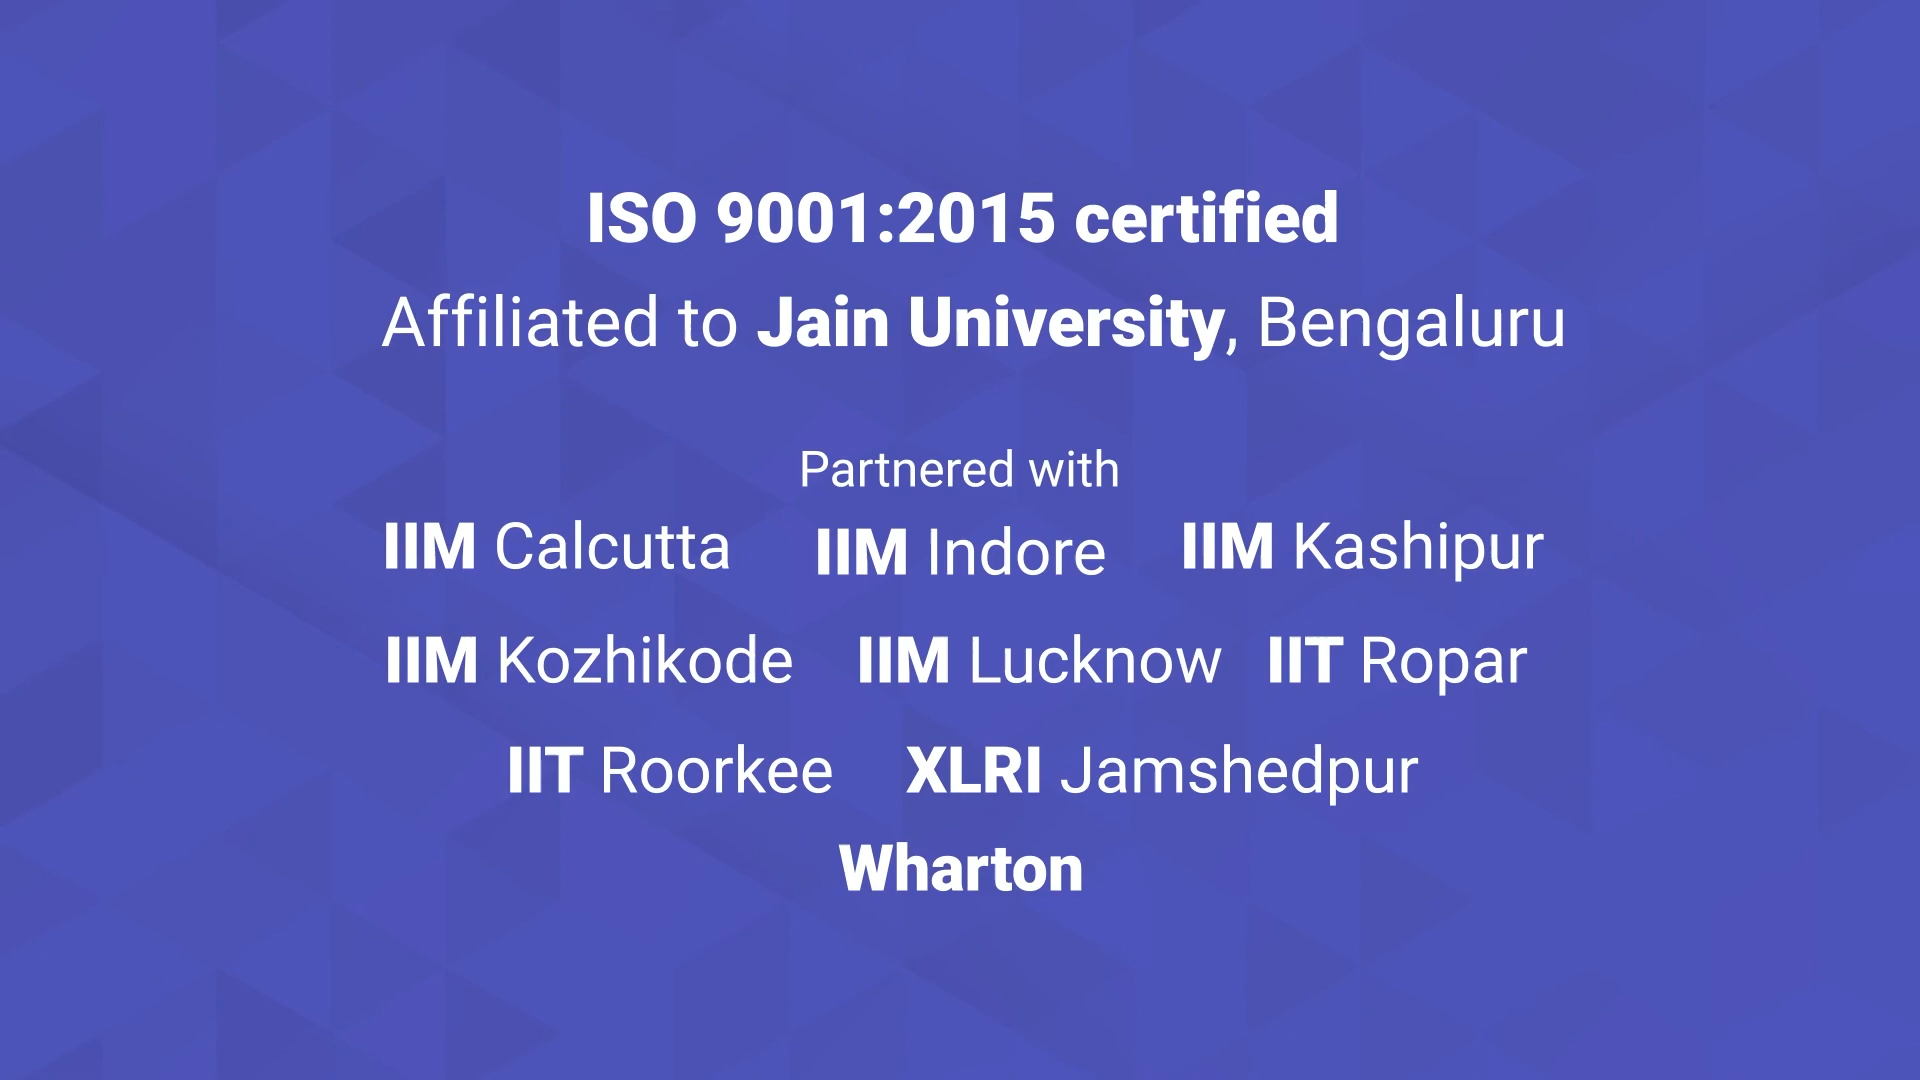 ISO 9001:2015 certified
Affiliated to Jain University, Bengaluru
Partnered with
IIM Calcutta IIM Indore IIM Kashipur
IIM Kozhikode IIM Lucknow IIT Ropar
IIT Roorkee XLRI Jamshedpur
Wharton